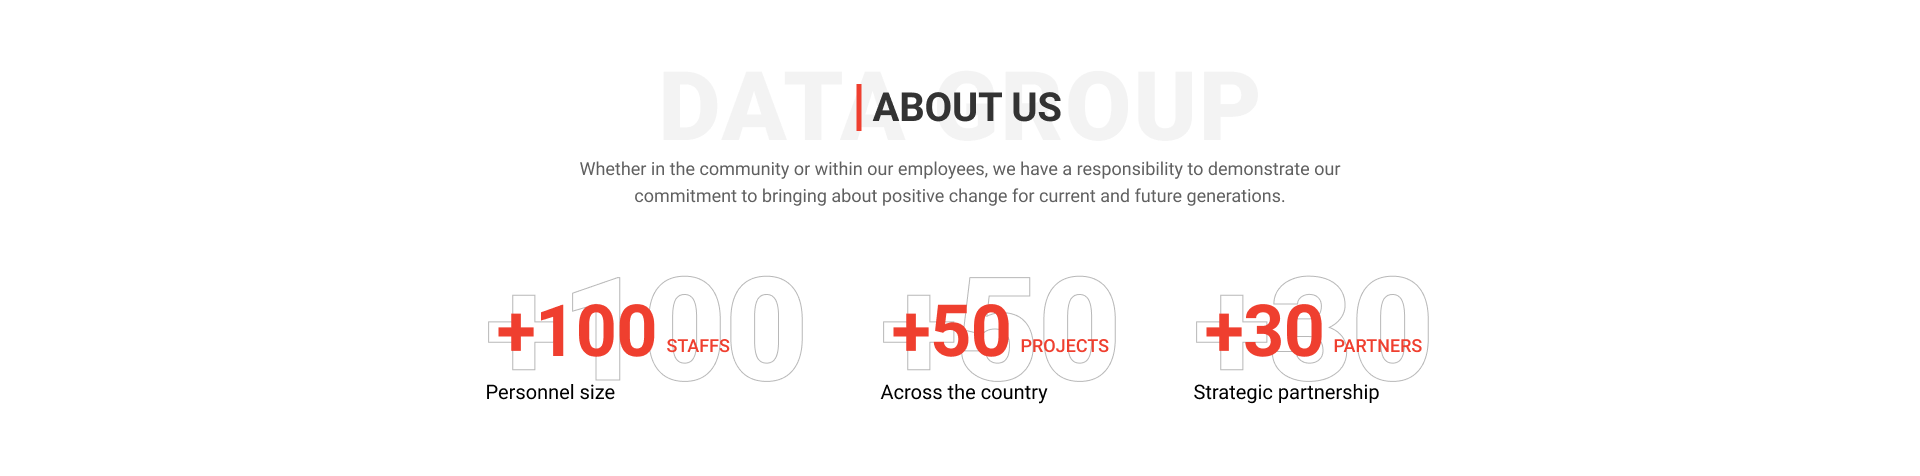 DATA GROUP
ABOUT US
Whether in the community or within our employees, we have a responsibility to demonstrate our
commitment to bringing about positive change for current and future generations.
+100
+100 STAFFS
Personnel size
+50
+50 PROJECTS
Across the country
+30
+30 PARTNERS
Strategic partnership